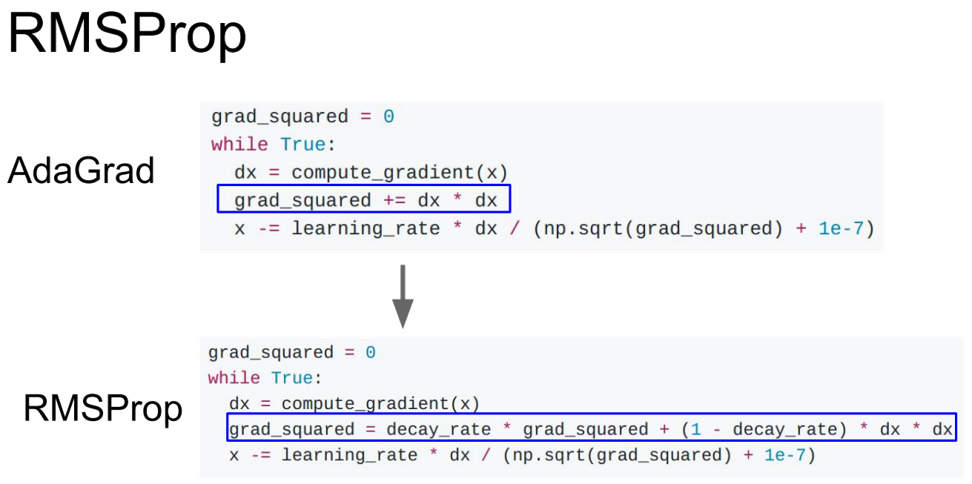 RMSProp
AdaGrad
grad_squared = 0
while True:
  dx = compute_gradient(x)
  grad_squared += dx * dx
  x -= learning_rate * dx / (np.sqrt(grad_squared) + 1e-7)
RMSProp
grad_squared = 0
while True:
  dx = compute_gradient(x)
  grad_squared = decay_rate * grad_squared + (1 - decay_rate) * dx * dx
  x -= learning_rate * dx / (np.sqrt(grad_squared) + 1e-7)